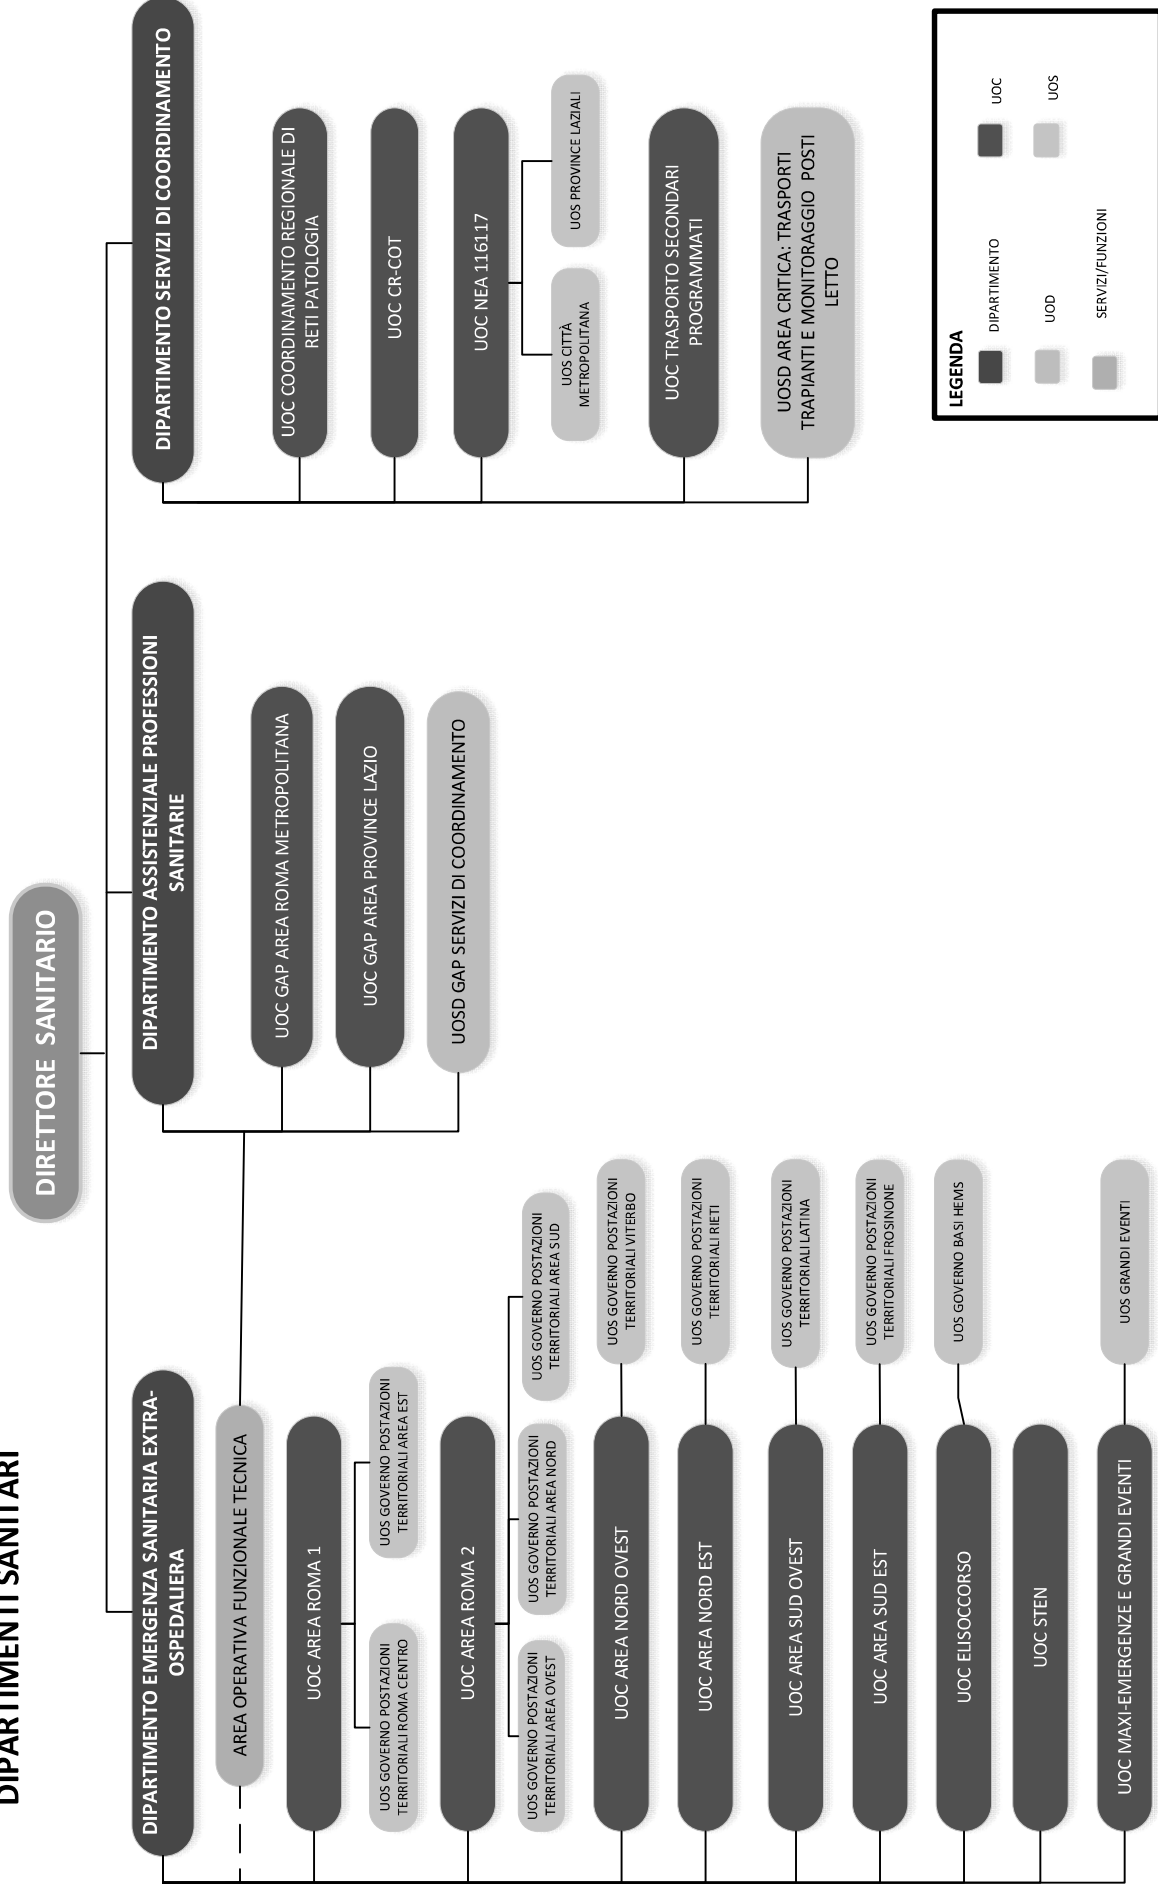 DIPARTIMENTI SANITARI
DIRETTORE SANITARIO
DIPARTIMENTO EMERGENZA SANITARIA EXTRA-
OSPEDALIERA
AREA OPERATIVA FUNZIONALE TECNICA
UOC AREA ROMA 1
UOS GOVERNO POSTAZIONI
TERRITORIALI ROMA CENTRO
UOS GOVERNO POSTAZIONI
TERRITORIALI AREA EST
UOC AREA ROMA 2
UOS GOVERNO POSTAZIONI
TERRITORIALI AREA OVEST
UOS GOVERNO POSTAZIONI
TERRITORIALI AREA NORD
UOS GOVERNO POSTAZIONI
TERRITORIALI AREA SUD
UOC AREA NORD OVEST
UOS GOVERNO POSTAZIONI
TERRITORIALI VITERBO
UOC AREA NORD EST
UOS GOVERNO POSTAZIONI
TERRITORIALI RIETI
UOC AREA SUD OVEST
UOS GOVERNO POSTAZIONI
TERRITORIALI LATINA
UOC AREA SUD EST
UOS GOVERNO POSTAZIONI
TERRITORIALI FROSINONE
UOC ELISOCCORSO
UOS GOVERNO BASI HEMS
UOC STEN
UOC MAXI-EMERGENZE E GRANDI EVENTI
UOS GRANDI EVENTI
DIPARTIMENTO ASSISTENZIALE PROFESSIONI
SANITARIE
UOC GAP AREA ROMA METROPOLITANA
UOC GAP AREA PROVINCE LAZIO
UOSD GAP SERVIZI DI COORDINAMENTO
DIPARTIMENTO SERVIZI DI COORDINAMENTO
UOC COORDINAMENTO REGIONALE DI
RETI PATOLOGIA
UOC CR-COT
UOC NEA 116117
UOS CITTÀ
METROPOLITANA
UOS PROVINCE LAZIALI
UOC TRASPORTO SECONDARI
PROGRAMMATI
UOSD AREA CRITICA: TRASPORTI
TRAPIANTI E MONITORAGGIO POSTI
LETTO
LEGENDA
DIPARTIMENTO
UOC
UOD
UOS
SERVIZI/FUNZIONI